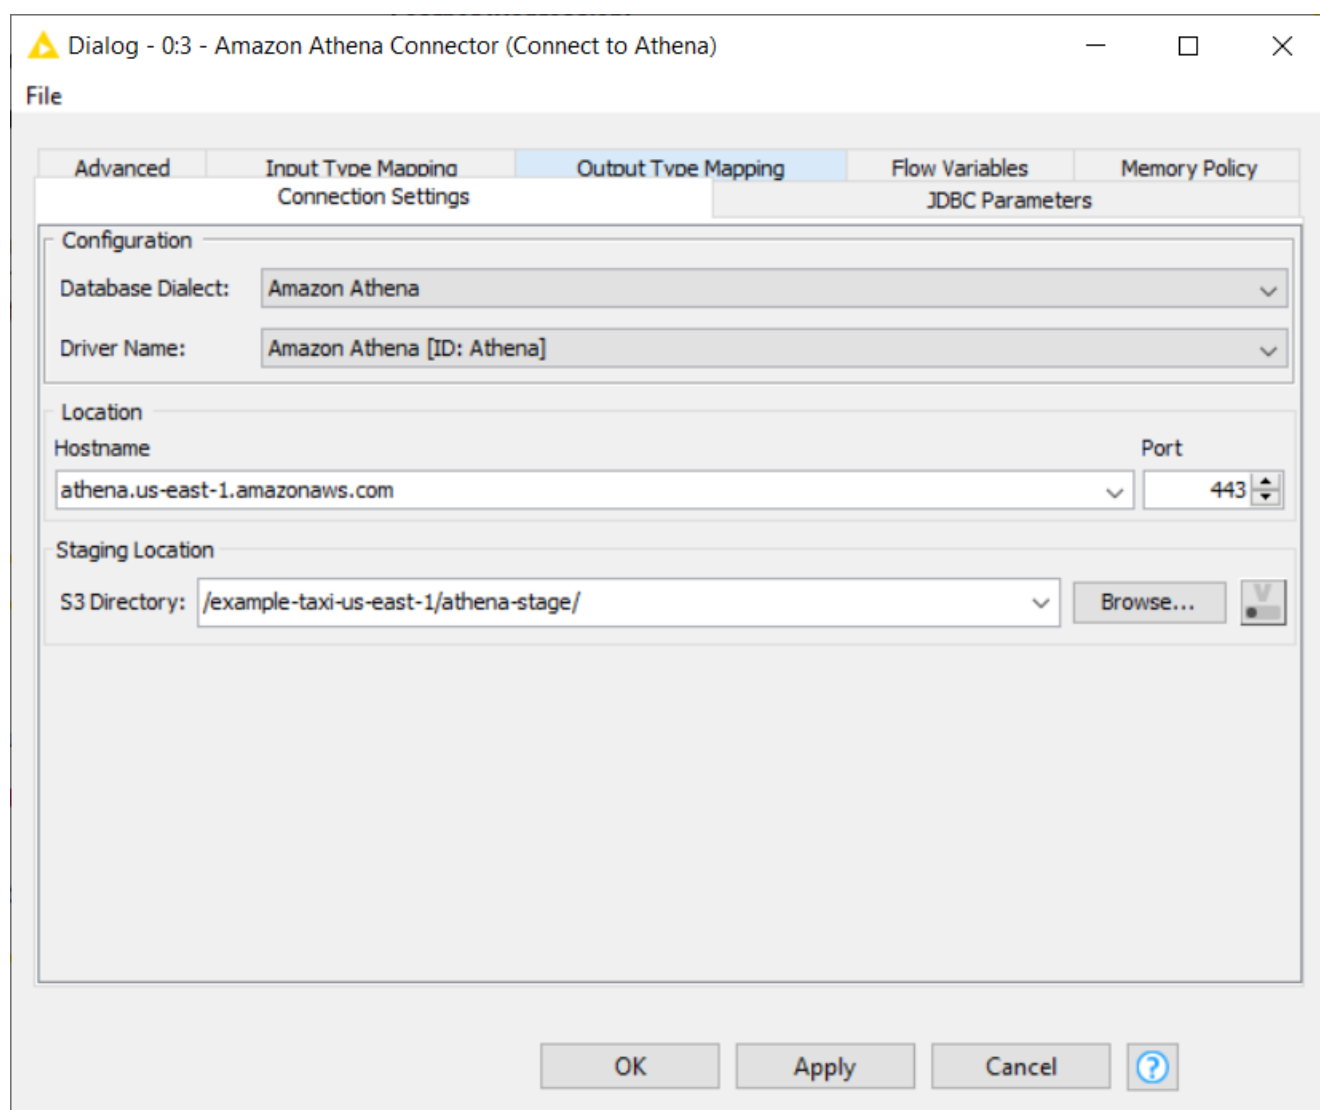 Dialog - 0:3 - Amazon Athena Connector (Connect to Athena)
File
Advanced Input Type Mapping Output Type Mapping Flow Variables Memory Policy
Connection Settings JDBC Parameters
Configuration
Database Dialect: Amazon Athena
Driver Name: Amazon Athena [ID: Athena]
Location
Hostname Port
athena.us-east-1.amazonaws.com 443
Staging Location
S3 Directory: /example-taxi-us-east-1/athena-stage/ Browse... V
OK Apply Cancel ?